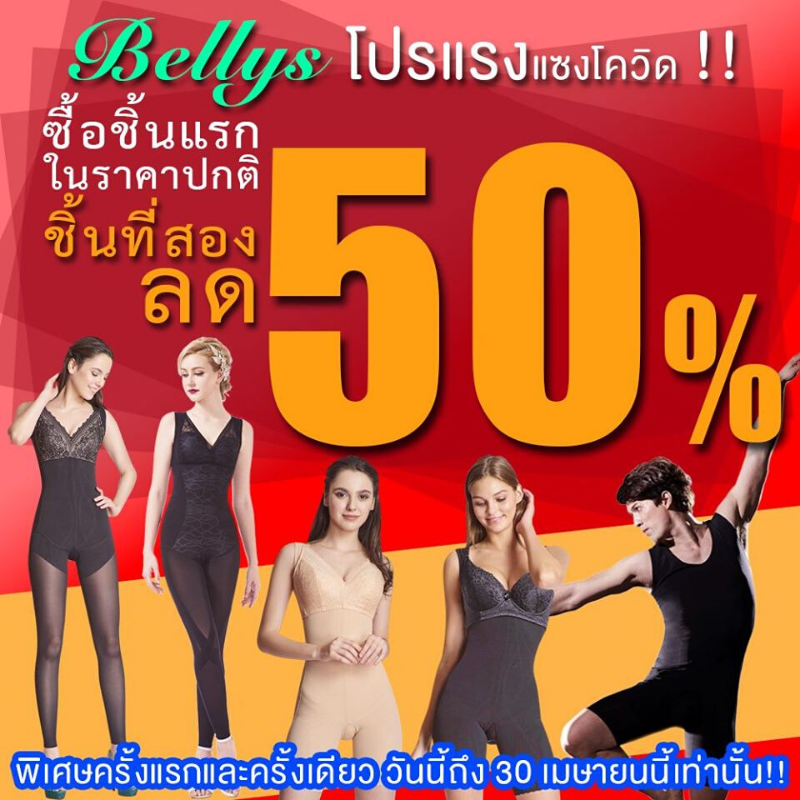 Bellys โปรแรงแซงโควิด !!
ซื้อชิ้นแรก
ในราคาปกติ
ชิ้นที่สอง
ลด 50%
พิเศษครั้งแรกและครั้งเดียว วันนี้ถึง 30 เมษายนนี้เท่านั้น!!